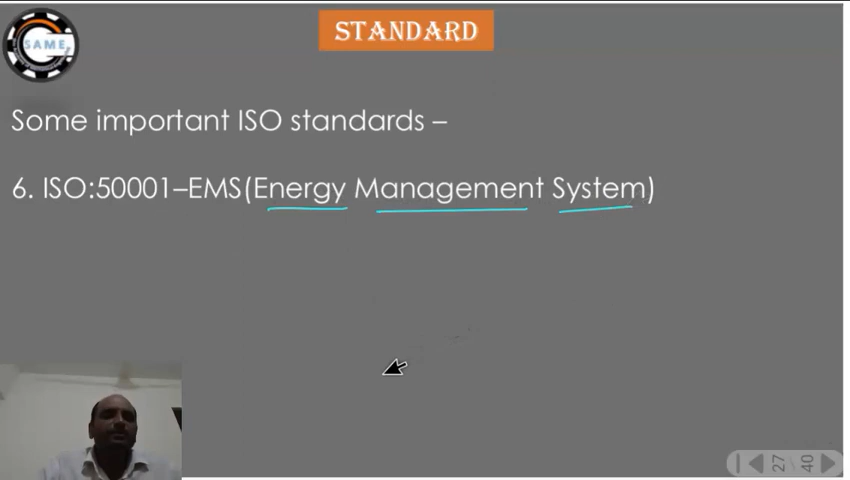 SAME
STANDARD
Some important ISO standards –
6. ISO:50001–EMS(Energy Management System)
27 \ 40